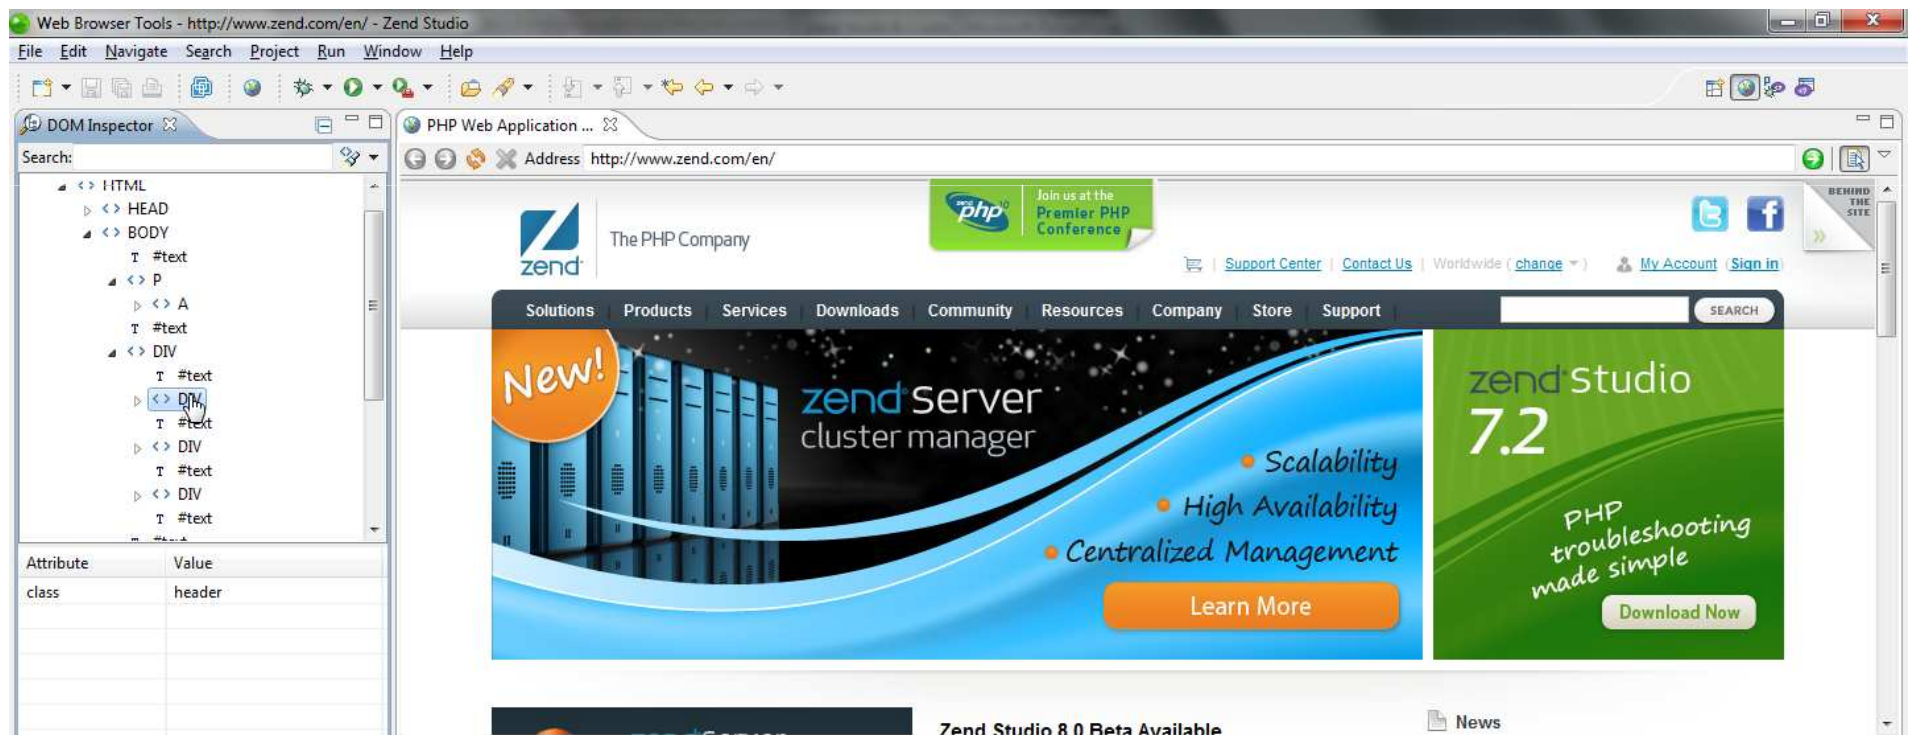 Web Browser Tools - http://www.zend.com/en/ - Zend Studio
File Edit Navigate Search Project Run Window Help
DOM Inspector
PHP Web Application ...
Search:
Address http://www.zend.com/en/
HTML
HEAD
BODY
T #text
P
A
T #text
DIV
T #text
DIV
T #text
DIV
T #text
DIV
T #text
Attribute Value
class header
zend
The PHP Company
php
Join us at the
Premier PHP
Conference
BEHIND
THE
SITE
Support Center | Contact Us | Worldwide ( change ) My Account (Sign in)
Solutions Products Services Downloads Community Resources Company Store Support
SEARCH
New!
zend Server
cluster manager
Scalability
High Availability
Centralized Management
Learn More
zend Studio
7.2
PHP
troubleshooting
made simple
Download Now
Zend Studio 8.0 Beta Available
News